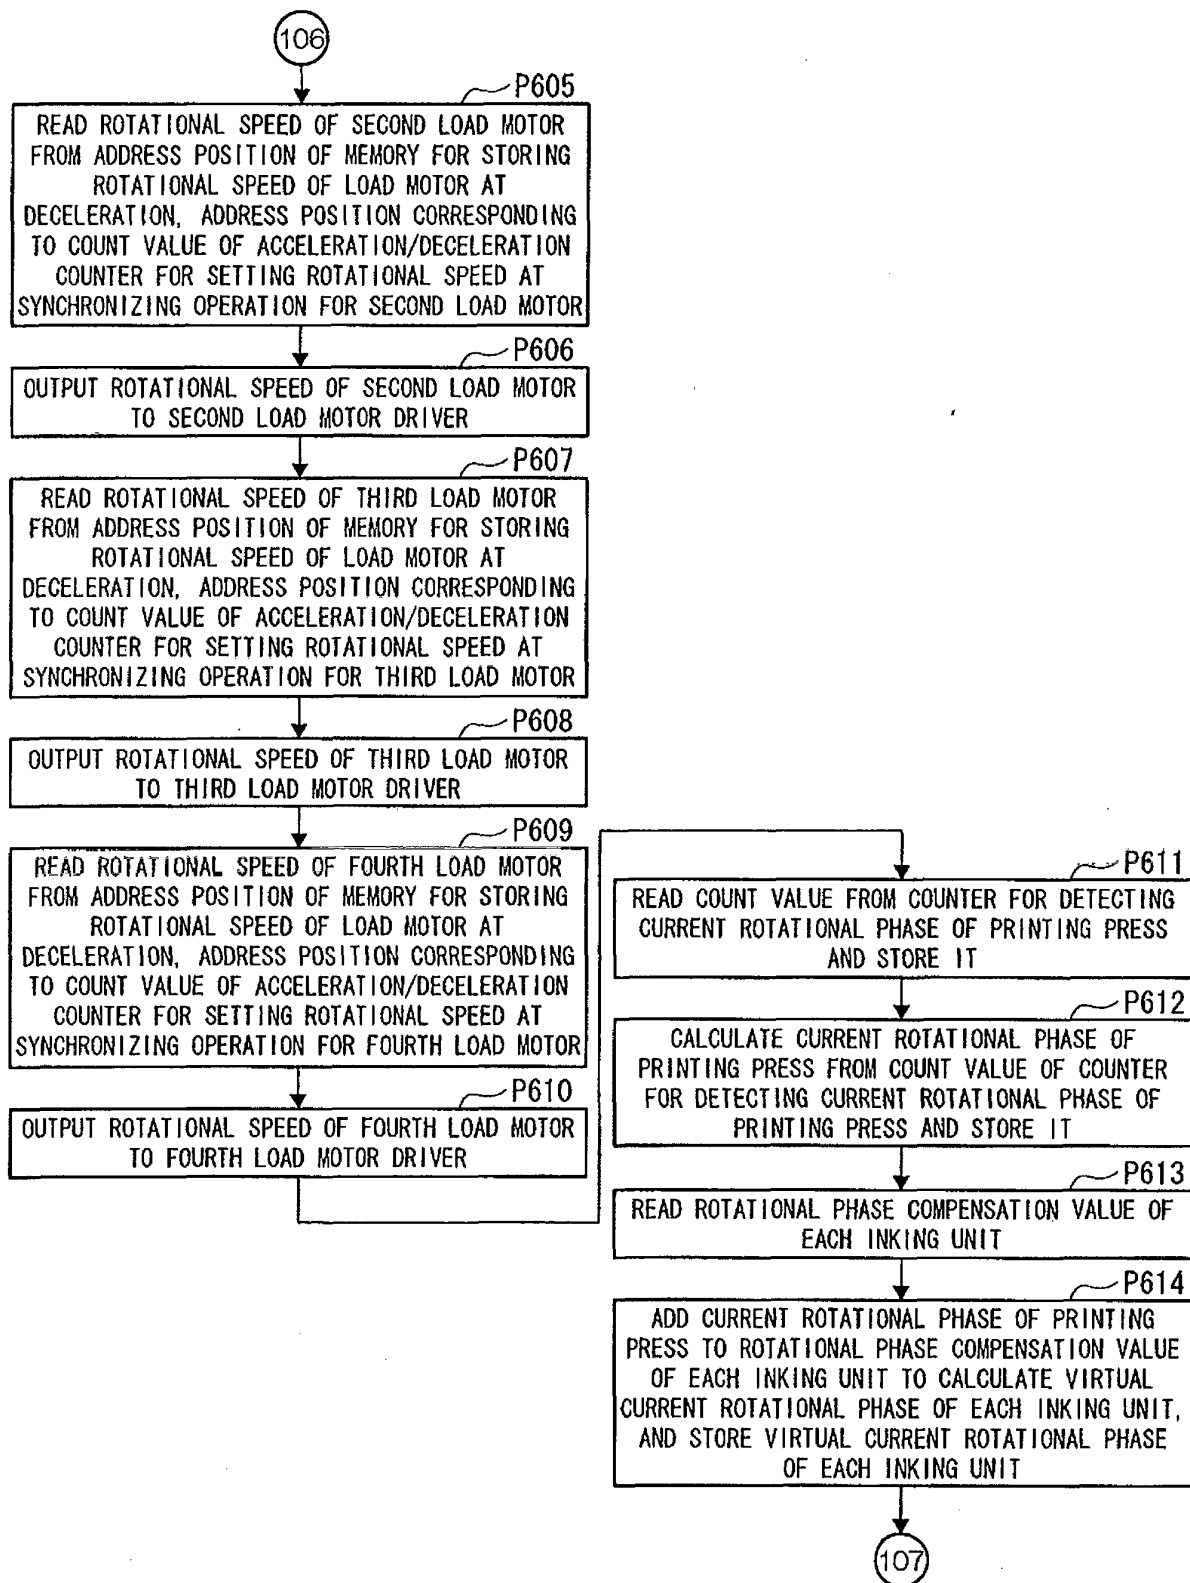 106
P605
READ ROTATIONAL SPEED OF SECOND LOAD MOTOR
FROM ADDRESS POSITION OF MEMORY FOR STORING
ROTATIONAL SPEED OF LOAD MOTOR AT
DECELERATION, ADDRESS POSITION CORRESPONDING
TO COUNT VALUE OF ACCELERATION/DECELERATION
COUNTER FOR SETTING ROTATIONAL SPEED AT
SYNCHRONIZING OPERATION FOR SECOND LOAD MOTOR
P606
OUTPUT ROTATIONAL SPEED OF SECOND LOAD MOTOR
TO SECOND LOAD MOTOR DRIVER
P607
READ ROTATIONAL SPEED OF THIRD LOAD MOTOR
FROM ADDRESS POSITION OF MEMORY FOR STORING
ROTATIONAL SPEED OF LOAD MOTOR AT
DECELERATION, ADDRESS POSITION CORRESPONDING
TO COUNT VALUE OF ACCELERATION/DECELERATION
COUNTER FOR SETTING ROTATIONAL SPEED AT
SYNCHRONIZING OPERATION FOR THIRD LOAD MOTOR
P608
OUTPUT ROTATIONAL SPEED OF THIRD LOAD MOTOR
TO THIRD LOAD MOTOR DRIVER
P609
READ ROTATIONAL SPEED OF FOURTH LOAD MOTOR
FROM ADDRESS POSITION OF MEMORY FOR STORING
ROTATIONAL SPEED OF LOAD MOTOR AT
DECELERATION, ADDRESS POSITION CORRESPONDING
TO COUNT VALUE OF ACCELERATION/DECELERATION
COUNTER FOR SETTING ROTATIONAL SPEED AT
SYNCHRONIZING OPERATION FOR FOURTH LOAD MOTOR
P610
OUTPUT ROTATIONAL SPEED OF FOURTH LOAD MOTOR
TO FOURTH LOAD MOTOR DRIVER
P611
READ COUNT VALUE FROM COUNTER FOR DETECTING
CURRENT ROTATIONAL PHASE OF PRINTING PRESS
AND STORE IT
P612
CALCULATE CURRENT ROTATIONAL PHASE OF
PRINTING PRESS FROM COUNT VALUE OF COUNTER
FOR DETECTING CURRENT ROTATIONAL PHASE OF
PRINTING PRESS AND STORE IT
P613
READ ROTATIONAL PHASE COMPENSATION VALUE OF
EACH INKING UNIT
P614
ADD CURRENT ROTATIONAL PHASE OF PRINTING
PRESS TO ROTATIONAL PHASE COMPENSATION VALUE
OF EACH INKING UNIT TO CALCULATE VIRTUAL
CURRENT ROTATIONAL PHASE OF EACH INKING UNIT,
AND STORE VIRTUAL CURRENT ROTATIONAL PHASE
OF EACH INKING UNIT
107